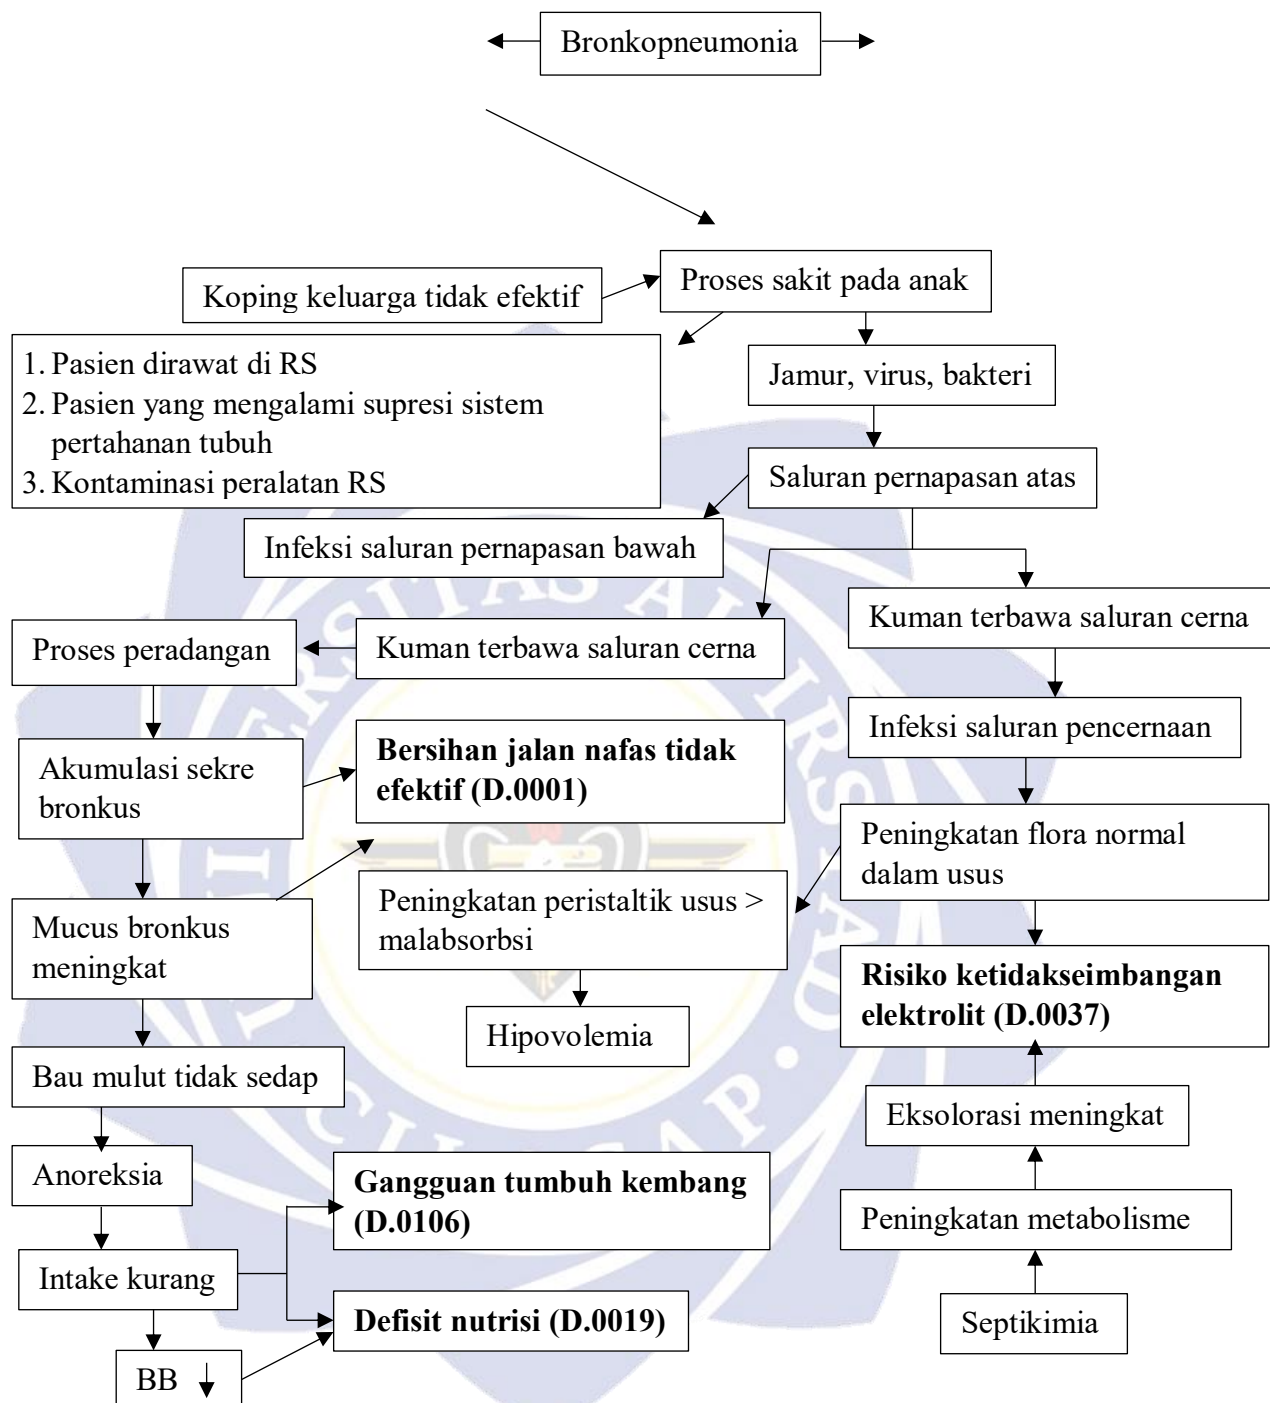 Bronkopneumonia
Koping keluarga tidak efektif
Proses sakit pada anak
1. Pasien dirawat di RS
2. Pasien yang mengalami supresi sistem
pertahanan tubuh
3. Kontaminasi peralatan RS
Jamur, virus, bakteri
Saluran pernapasan atas
Infeksi saluran pernapasan bawah
Kuman terbawa saluran cerna
Proses peradangan
Kuman terbawa saluran cerna
Infeksi saluran pencernaan
Akumulasi sekre
bronkus
Bersihan jalan nafas tidak
efektif (D.0001)
Peningkatan flora normal
dalam usus
Mucus bronkus
meningkat
Peningkatan peristaltik usus >
malabsorbsi
Risiko ketidakseimbangan
elektrolit (D.0037)
Hipovolemia
Bau mulut tidak sedap
Eksolorasi meningkat
Anoreksia
Gangguan tumbuh kembang
(D.0106)
Peningkatan metabolisme
Intake kurang
Defisit nutrisi (D.0019)
Septikimia
BB ↓